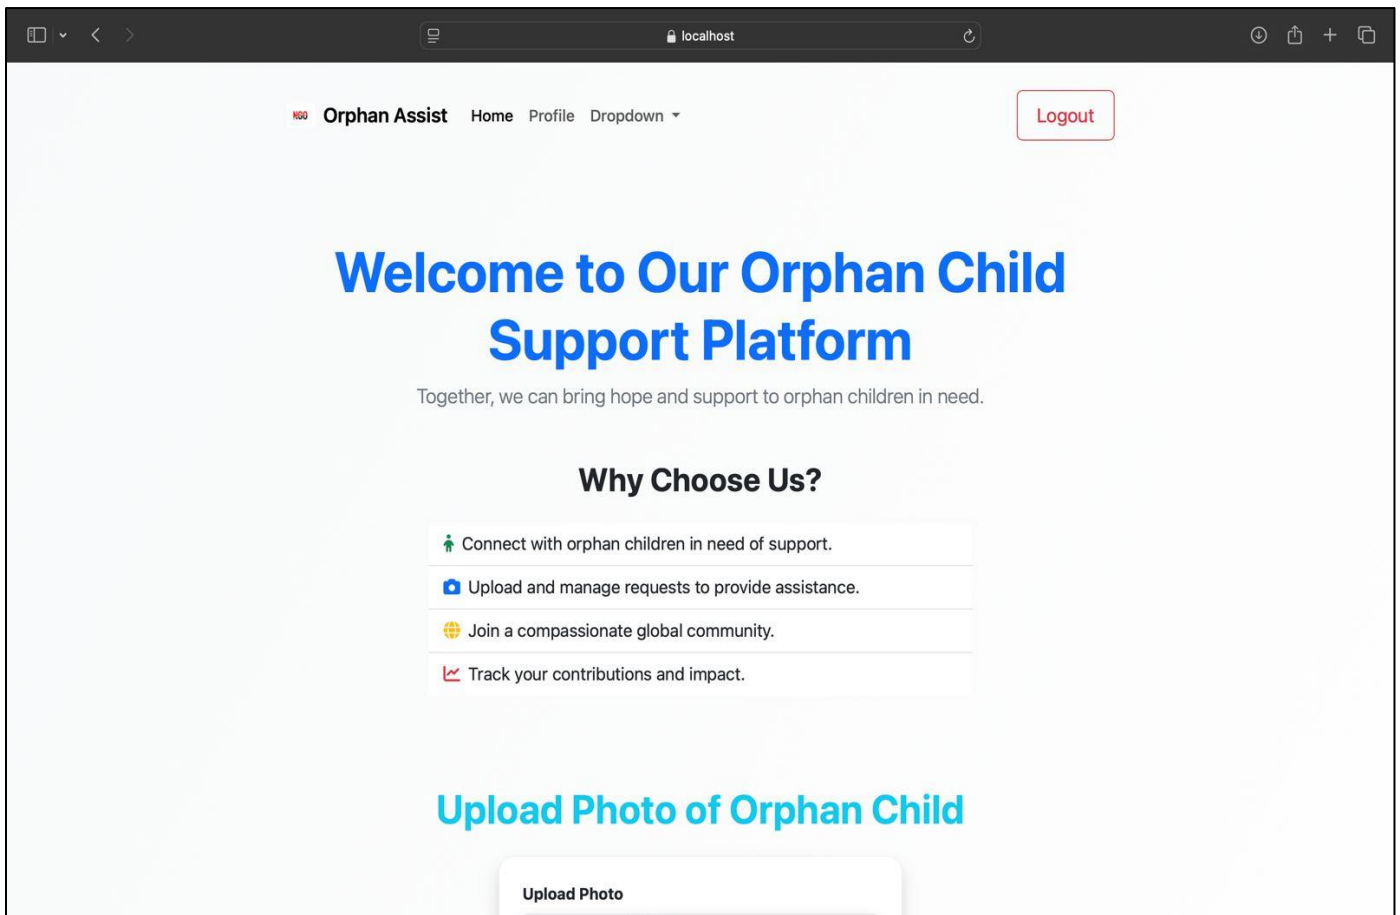 localhost
NGO Orphan Assist Home Profile Dropdown Logout
Welcome to Our Orphan Child
Support Platform
Together, we can bring hope and support to orphan children in need.
Why Choose Us?
Connect with orphan children in need of support.
Upload and manage requests to provide assistance.
Join a compassionate global community.
Track your contributions and impact.
Upload Photo of Orphan Child
Upload Photo